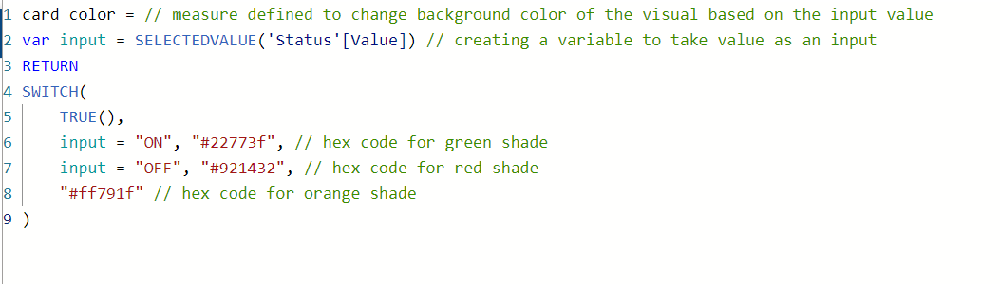 1 card color = // measure defined to change background color of the visual based on the input value
2 var input = SELECTEDVALUE('Status'[Value]) // creating a variable to take value as an input
3 RETURN
4 SWITCH(
5     TRUE(),
6     input = "ON", "#22773f", // hex code for green shade
7     input = "OFF", "#921432", // hex code for red shade
8     "#ff791f" // hex code for orange shade
9 )